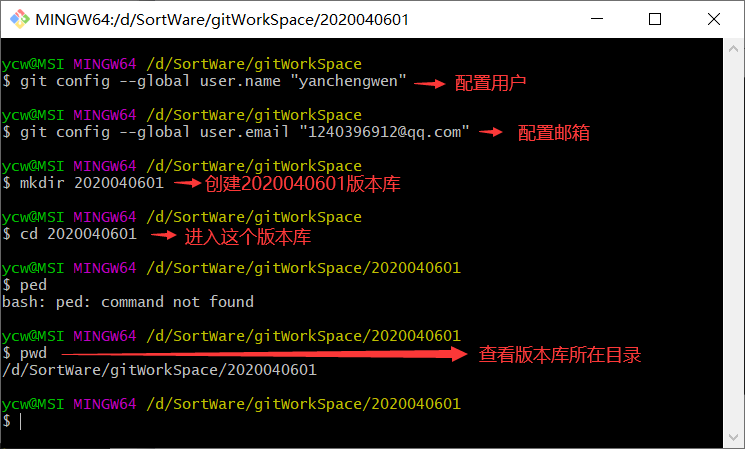 MINGW64:/d/SortWare/gitWorkSpace/2020040601
ycw@MSI MINGW64 /d/SortWare/gitWorkSpace
$ git config --global user.name "yanchengwen" 配置用户
ycw@MSI MINGW64 /d/SortWare/gitWorkSpace
$ git config --global user.email "1240396912@qq.com" 配置邮箱
ycw@MSI MINGW64 /d/SortWare/gitWorkSpace
$ mkdir 2020040601 创建2020040601版本库
ycw@MSI MINGW64 /d/SortWare/gitWorkSpace
$ cd 2020040601 进入这个版本库
ycw@MSI MINGW64 /d/SortWare/gitWorkSpace/2020040601
$ ped
bash: ped: command not found
ycw@MSI MINGW64 /d/SortWare/gitWorkSpace/2020040601
$ pwd 查看版本库所在目录
/d/SortWare/gitWorkSpace/2020040601
ycw@MSI MINGW64 /d/SortWare/gitWorkSpace/2020040601
$